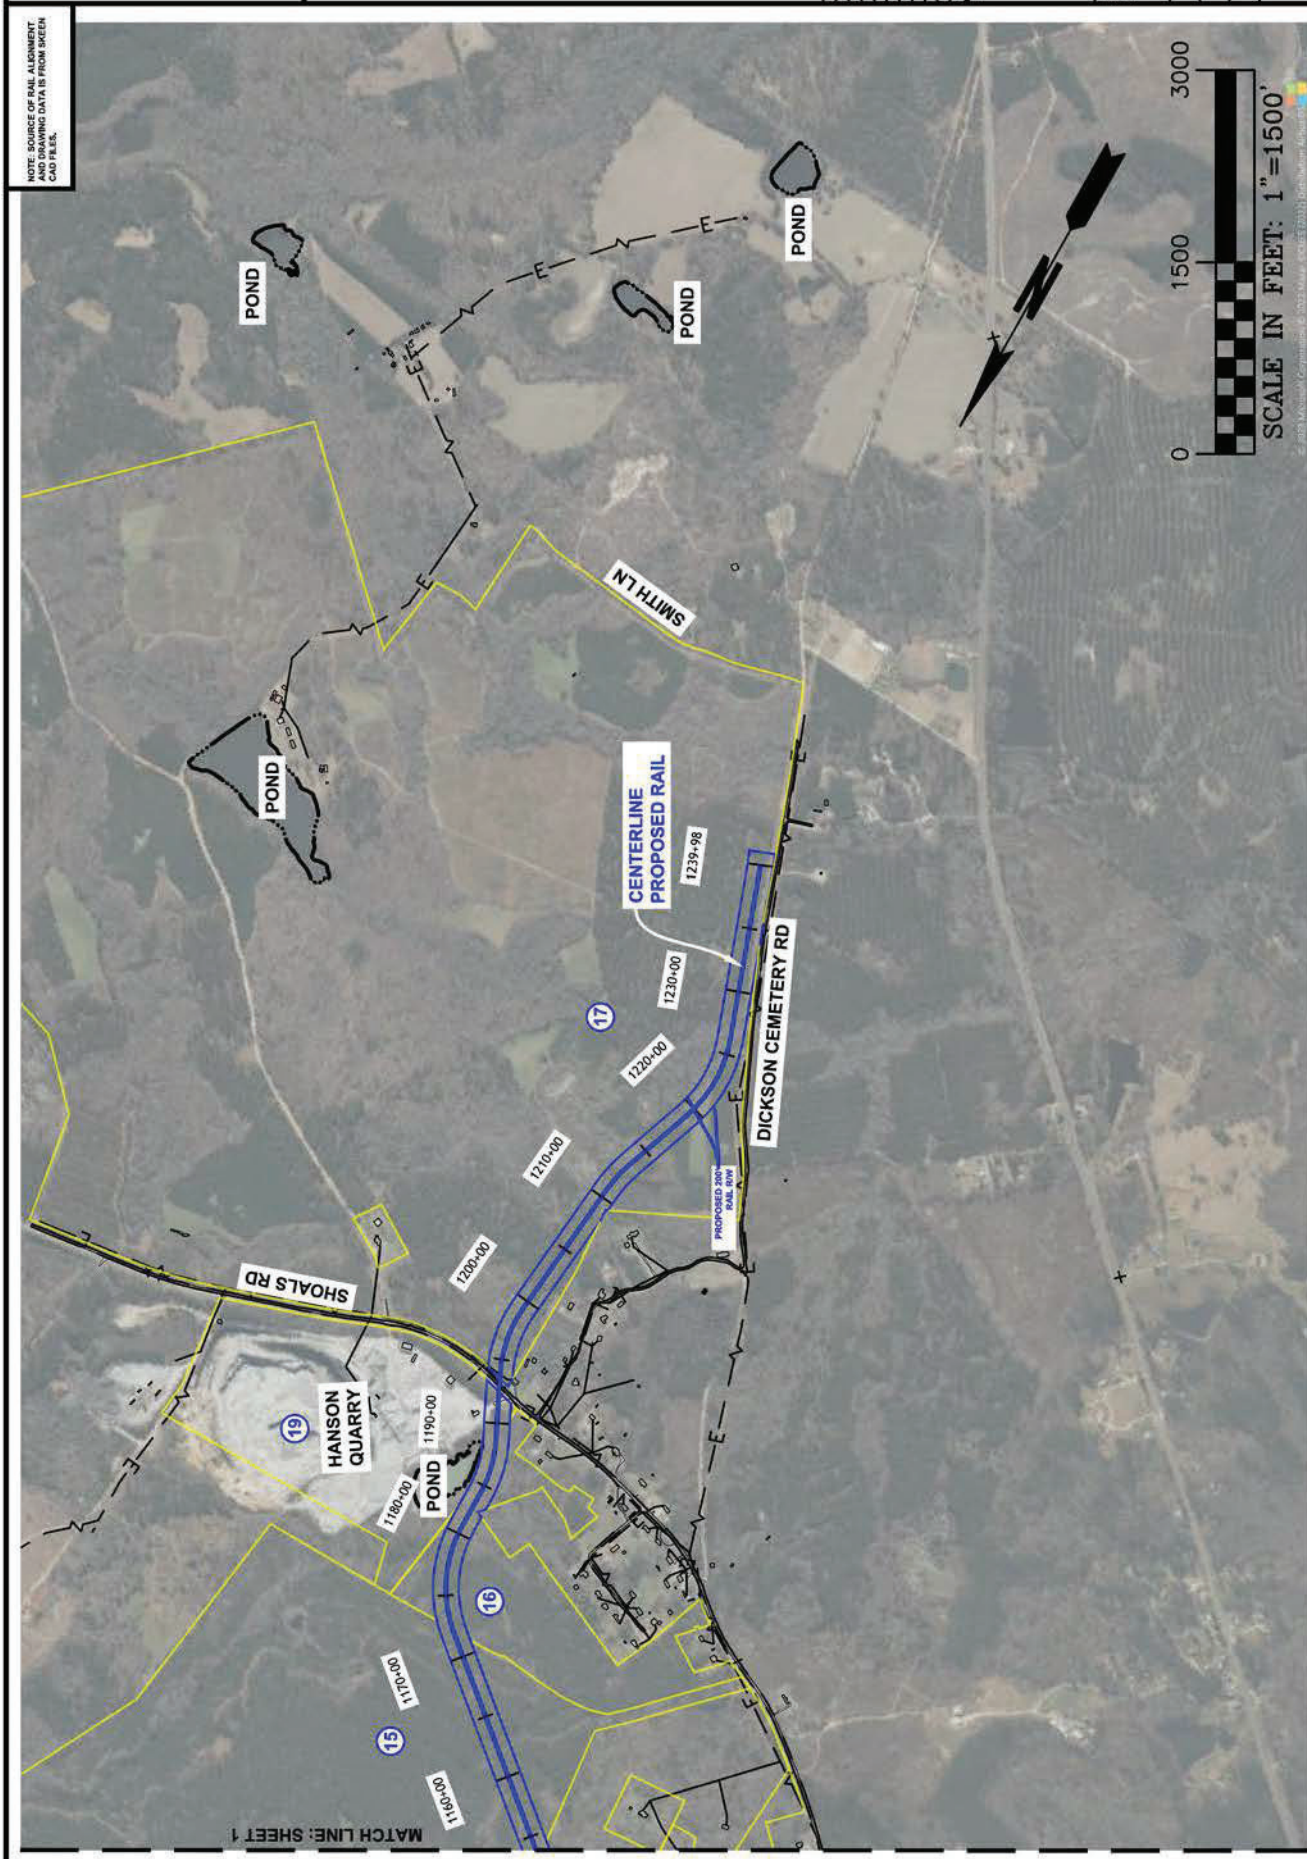 NOTE: SOURCE OF RAIL ALIGNMENT
AND DRAWING DATA IS FROM SKEEN
CAD FILES.
MATCH LINE: SHEET 1
1160+00
15
1170+00
16
1180+00
POND
1190+00
HANSON
QUARRY
19
SHOALS RD
1200+00
1210+00
PROPOSED 200'
RAIL R/W
1220+00
17
1230+00
DICKSON CEMETERY RD
CENTERLINE
PROPOSED RAIL
1239+98
POND
SMITH LN
POND
POND
POND
E
E
E
E
E
E
E
E
E
E
E
N
0
1500
3000
SCALE IN FEET: 1"=1500'